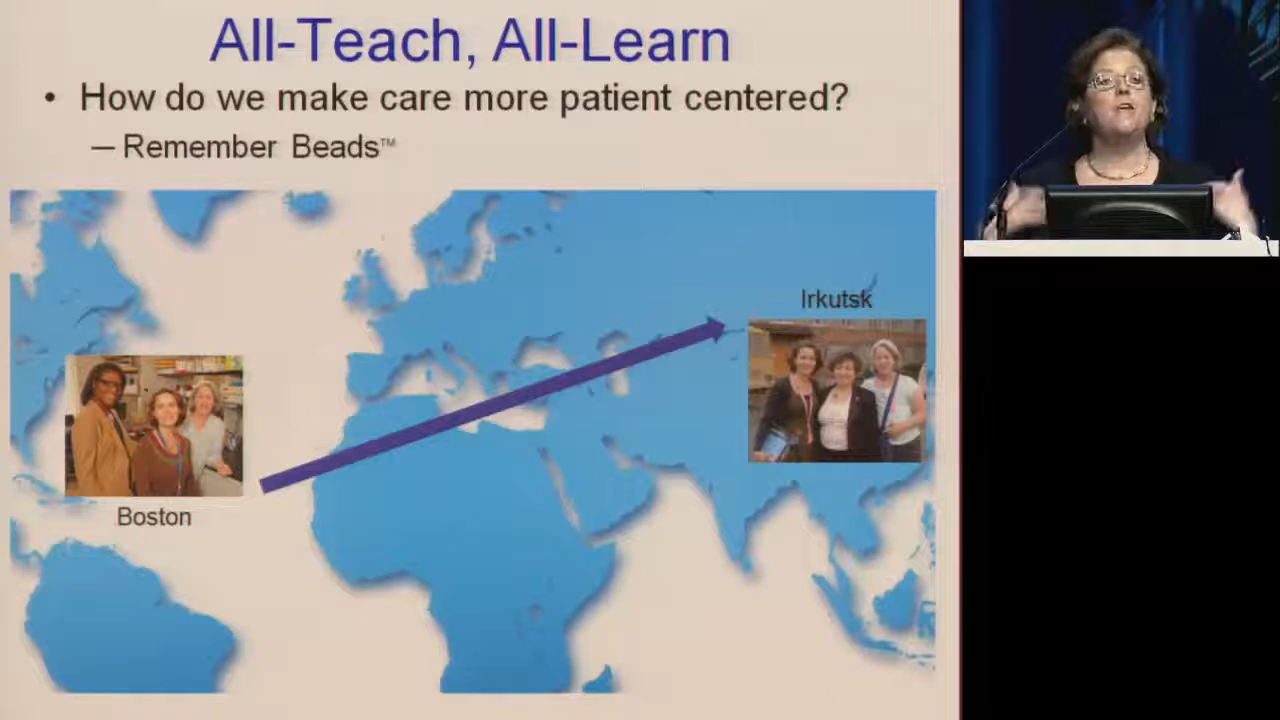 All-Teach, All-Learn
• How do we make care more patient centered?
– Remember Beads™
Irkutsk
Boston